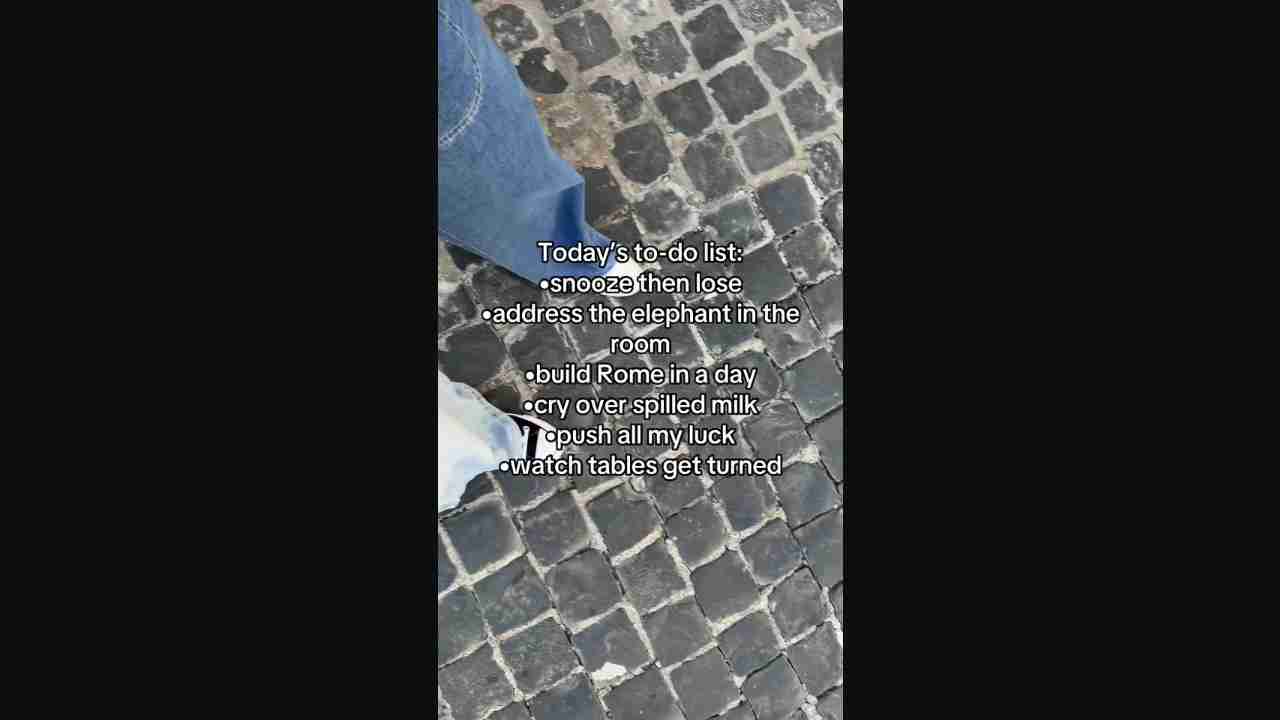 Today’s to-do list:
•snooze then lose
•address the elephant in the
room
•build Rome in a day
•cry over spilled milk
•push all my luck
•watch tables get turned